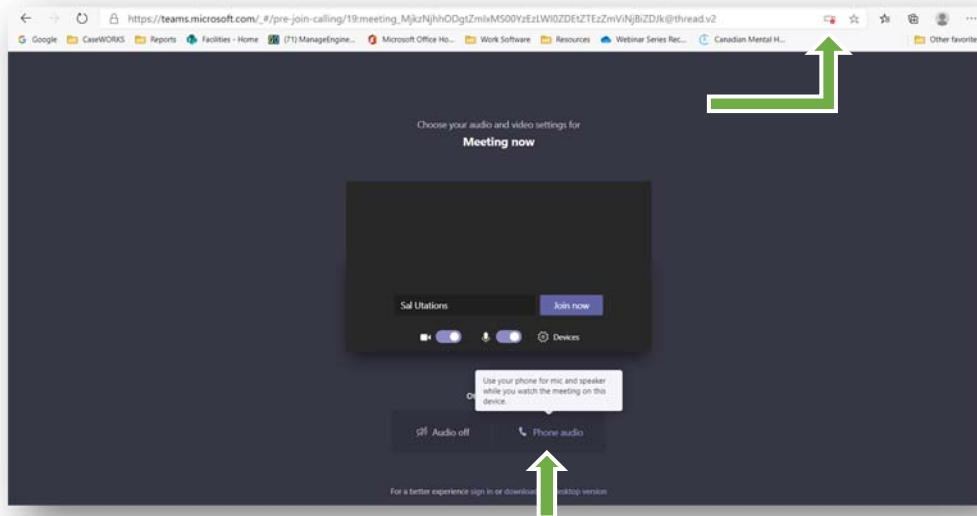 https://teams.microsoft.com/_#/pre-join-calling/19:meeting_MjkzNjhhODgtZmIxMS00YzEzLWI0ZDEtZTEzZmViNjBiZDJk@thread.v2
Google CaseWORKS Reports Facilities - Home (71) ManageEngine... Microsoft Office Ho... Work Software Resources Webinar Series Rec... Canadian Mental H... Other favorite
Choose your audio and video settings for
Meeting now
Sal Utations Join now
Devices
Use your phone for mic and speaker
while you watch the meeting on this
device.
Audio off Phone audio
For a better experience sign in or version